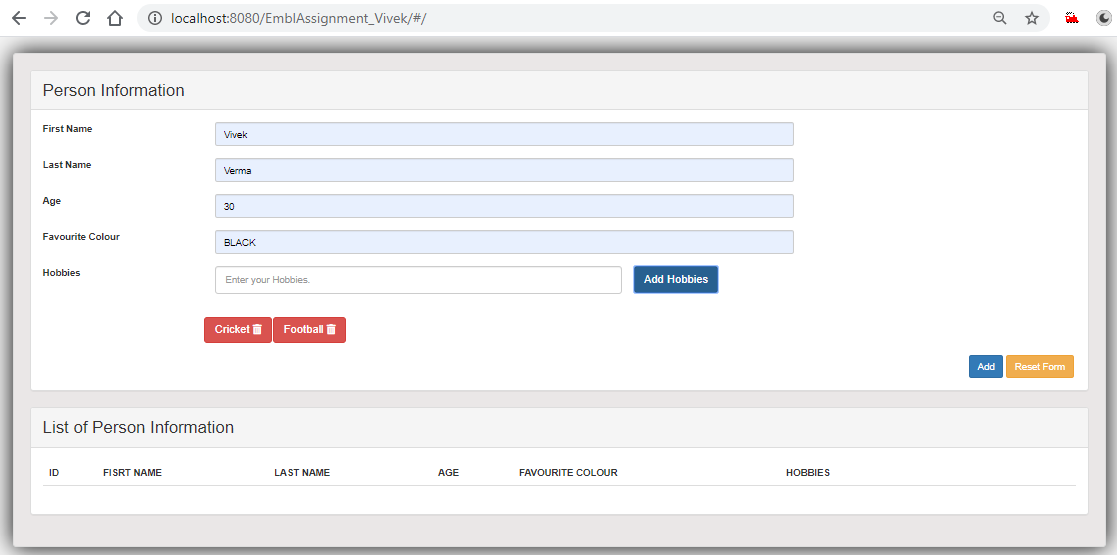 localhost:8080/EmblAssignment_Vivek/#/
Person Information
First Name Vivek
Last Name Verma
Age 30
Favourite Colour BLACK
Hobbies Enter your Hobbies. Add Hobbies
Cricket Football
Add Reset Form
List of Person Information
ID FISRT NAME LAST NAME AGE FAVOURITE COLOUR HOBBIES